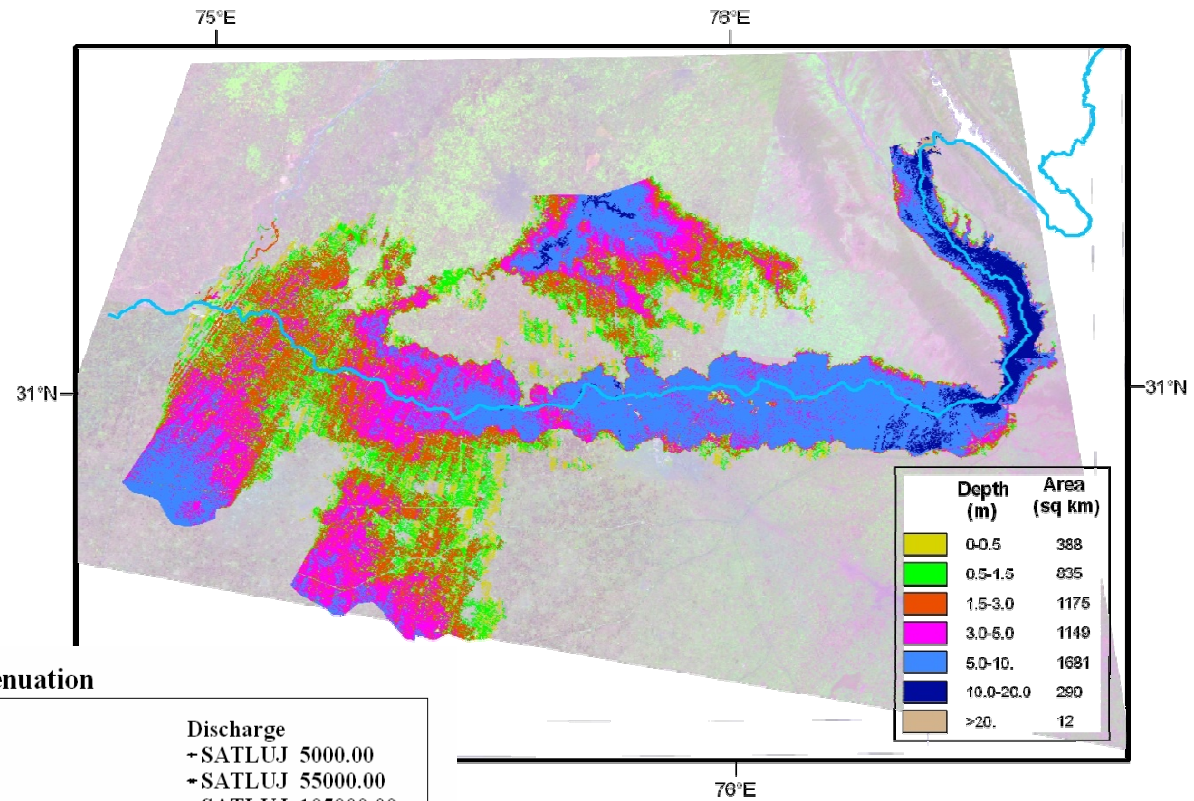 75°E 76°E
31°N 31°N
Depth (m) Area (sq km)
0-0.5 388
0.5-1.5 835
1.5-3.0 1175
3.0-5.0 1149
5.0-10. 1681
10.0-20.0 290
>20. 12
enuation
Discharge
SATLUJ 5000.00
SATLUJ 55000.00
76°E